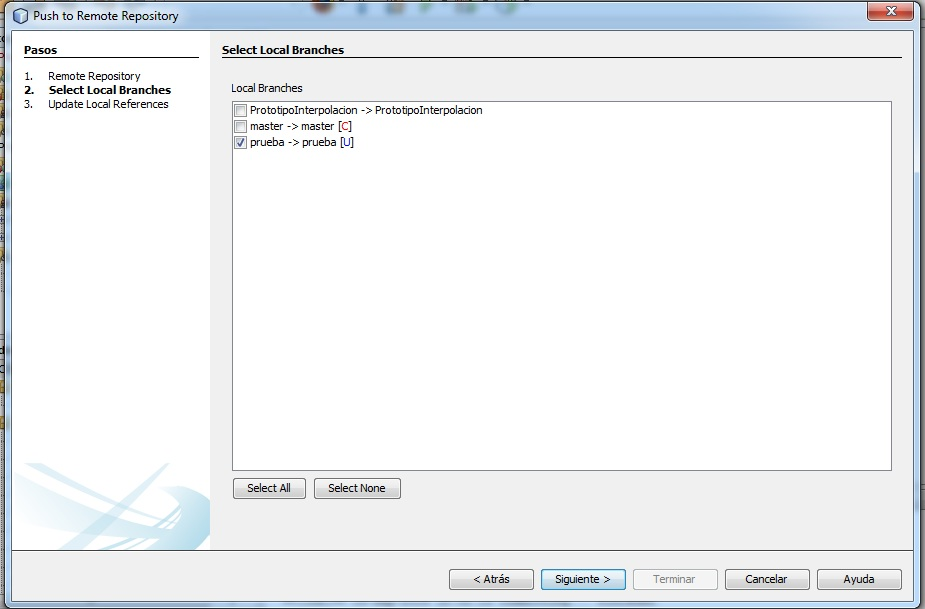 Push to Remote Repository
Pasos
1. Remote Repository
2. Select Local Branches
3. Update Local References
Select Local Branches
Local Branches
PrototipoInterpolacion -> PrototipoInterpolacion
master -> master [C]
prueba -> prueba [U]
Select All
Select None
< Atrás
Siguiente >
Terminar
Cancelar
Ayuda